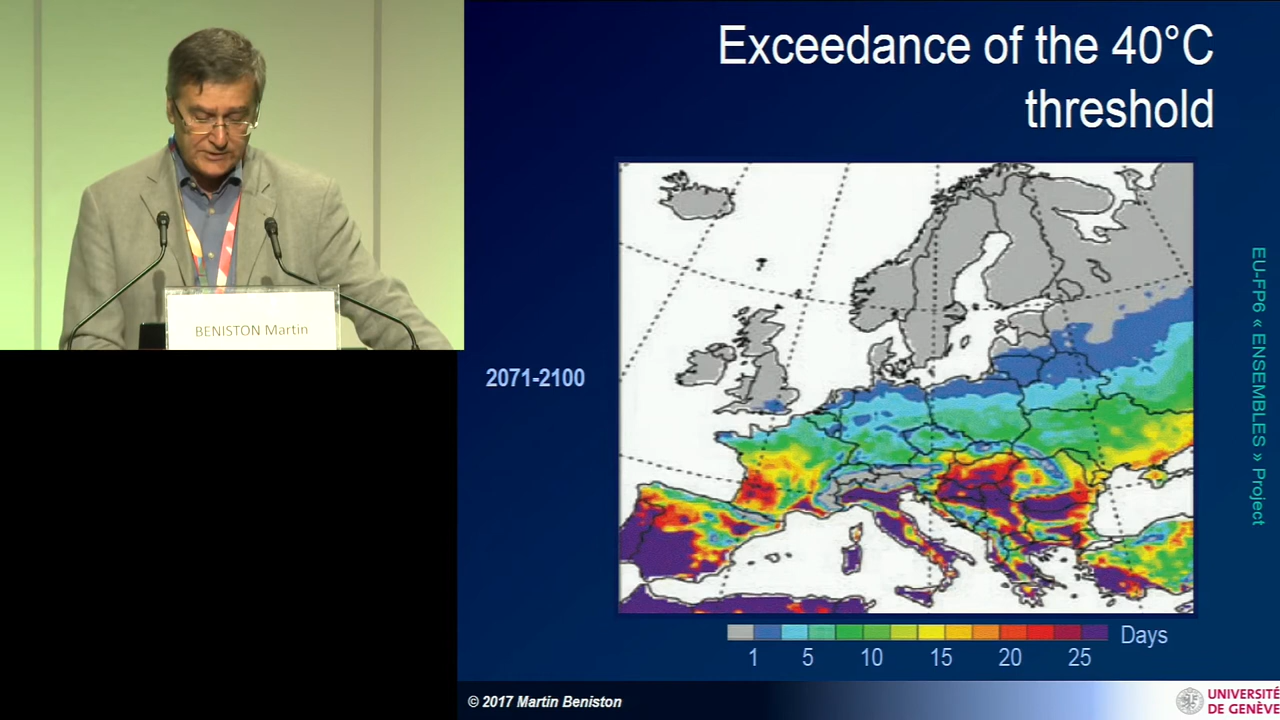 Exceedance of the 40°C
threshold
BENISTON Martin
2071-2100
EU-FP6 « ENSEMBLES » Project
1 5 10 15 20 25 Days
© 2017 Martin Beniston
UNIVERSITÉ
DE GENÈVE